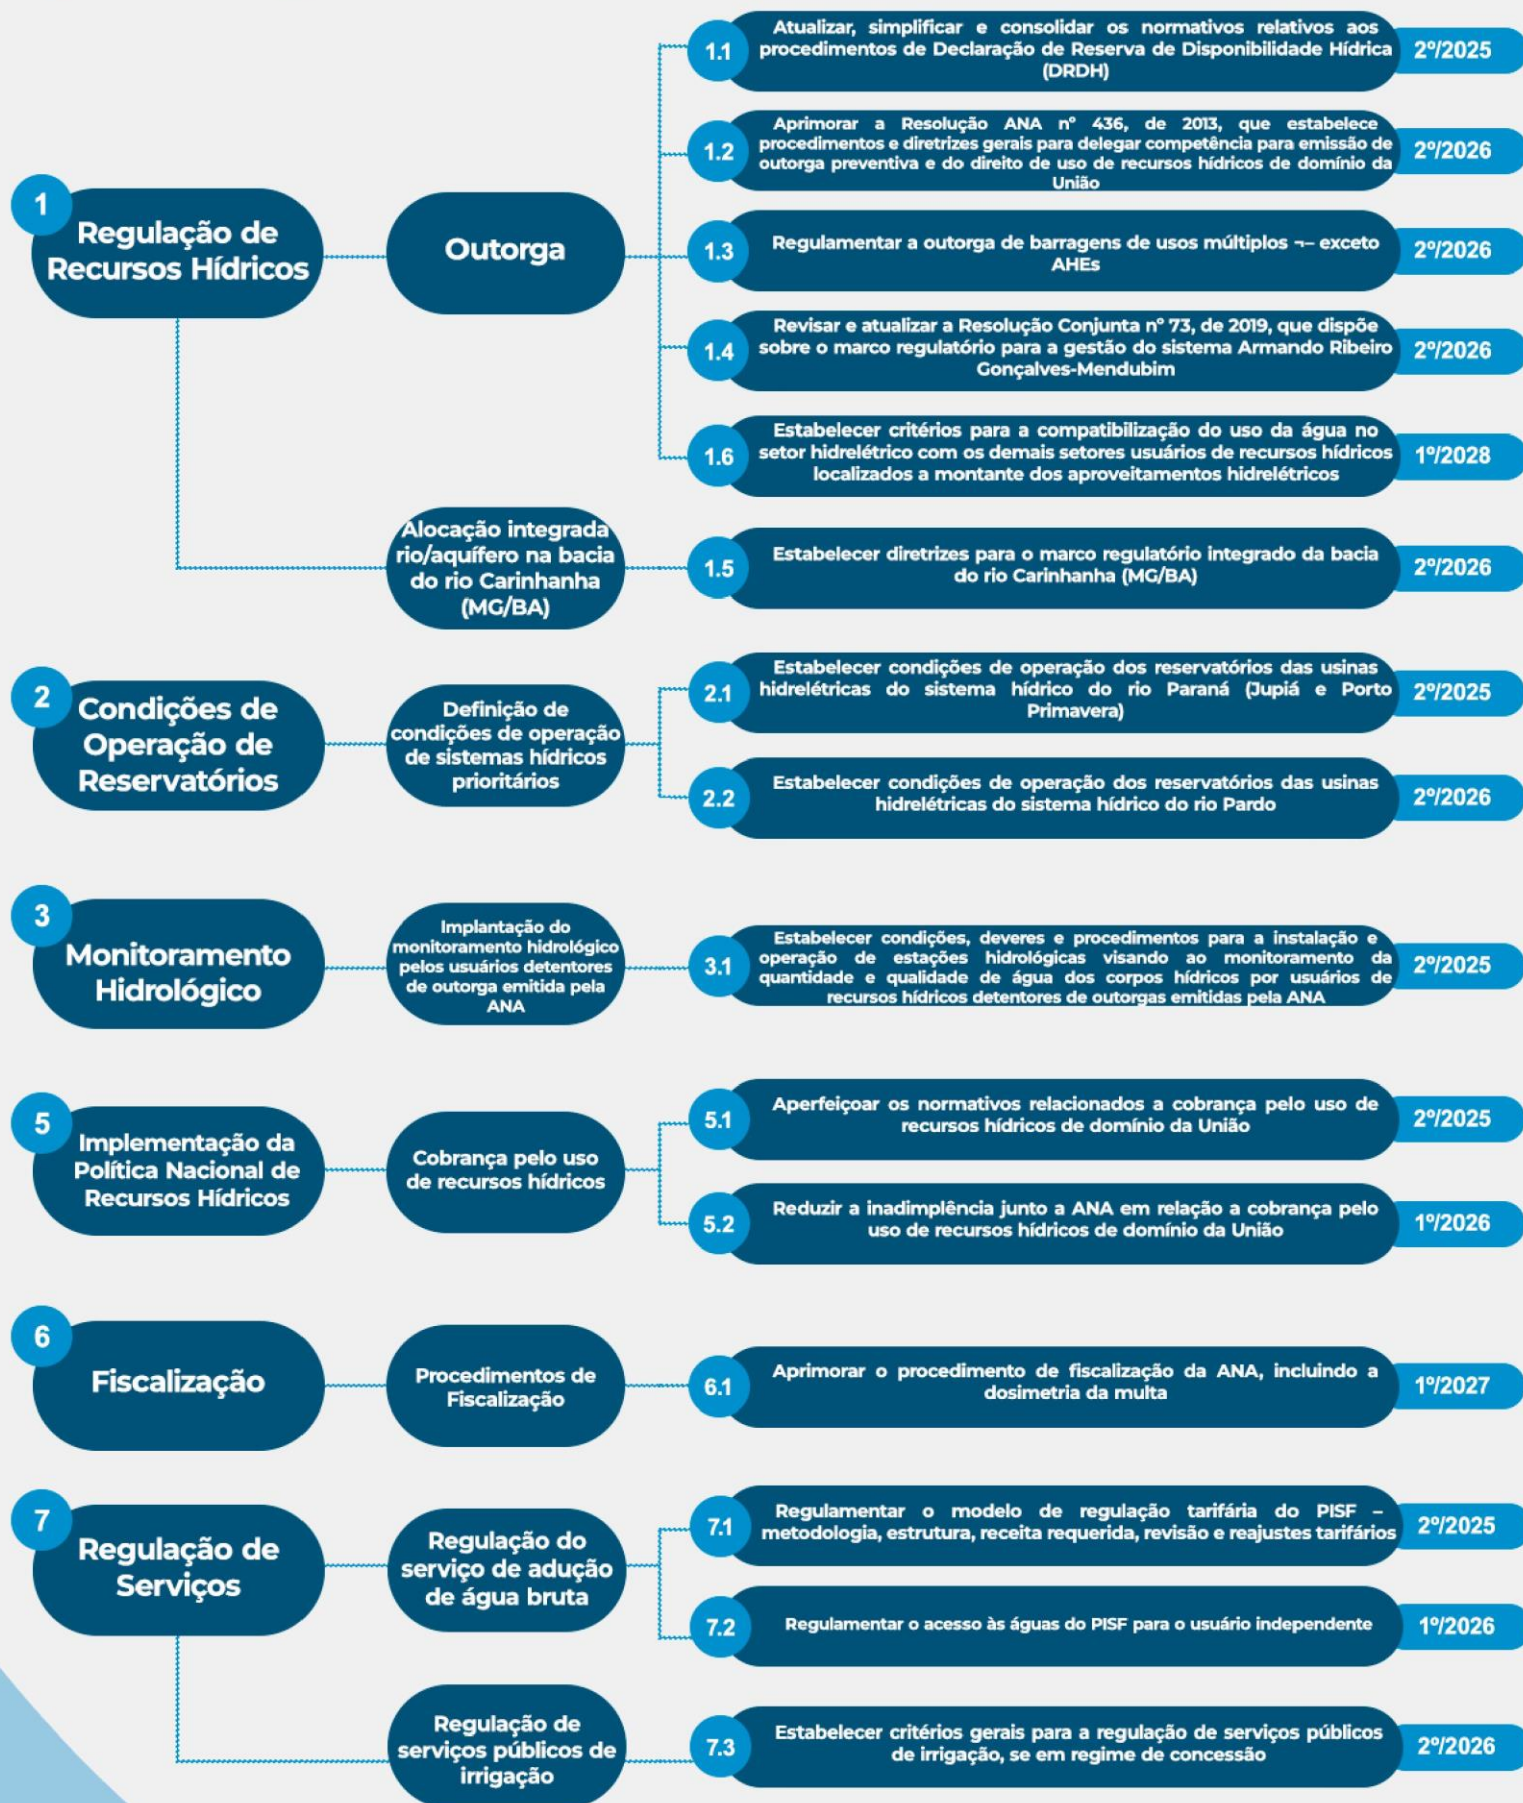 1
Regulação de
Recursos Hídricos
Outorga
1.1
Atualizar, simplificar e consolidar os normativos relativos aos
procedimentos de Declaração de Reserva de Disponibilidade Hídrica
(DRDH)
2º/2025
1.2
Aprimorar a Resolução ANA nº 436, de 2013, que estabelece
procedimentos e diretrizes gerais para delegar competência para emissão de
outorga preventiva e do direito de uso de recursos hídricos de domínio da
União
2º/2026
1.3
Regulamentar a outorga de barragens de usos múltiplos ¬– exceto
AHEs
2º/2026
1.4
Revisar e atualizar a Resolução Conjunta nº 73, de 2019, que dispõe
sobre o marco regulatório para a gestão do sistema Armando Ribeiro
Gonçalves-Mendubim
2º/2026
1.6
Estabelecer critérios para a compatibilização do uso da água no
setor hidrelétrico com os demais setores usuários de recursos hídricos
localizados a montante dos aproveitamentos hidrelétricos
1º/2028
Alocação integrada
rio/aquífero na bacia
do rio Carinhanha
(MG/BA)
1.5
Estabelecer diretrizes para o marco regulatório integrado da bacia
do rio Carinhanha (MG/BA)
2º/2026
2
Condições de
Operação de
Reservatórios
Definição de
condições de operação
de sistemas hídricos
prioritários
2.1
Estabelecer condições de operação dos reservatórios das usinas
hidrelétricas do sistema hídrico do rio Paraná (Jupiá e Porto
Primavera)
2º/2025
2.2
Estabelecer condições de operação dos reservatórios das usinas
hidrelétricas do sistema hídrico do rio Pardo
2º/2026
3
Monitoramento
Hidrológico
Implantação do
monitoramento hidrológico
pelos usuários detentores
de outorga emitida pela
ANA
3.1
Estabelecer condições, deveres e procedimentos para a instalação e
operação de estações hidrológicas visando ao monitoramento da
quantidade e qualidade de água dos corpos hídricos por usuários de
recursos hídricos detentores de outorgas emitidas pela ANA
2º/2025
5
Implementação da
Política Nacional de
Recursos Hídricos
Cobrança pelo uso
de recursos hídricos
5.1
Aperfeiçoar os normativos relacionados a cobrança pelo uso de
recursos hídricos de domínio da União
2º/2025
5.2
Reduzir a inadimplência junto a ANA em relação a cobrança pelo
uso de recursos hídricos de domínio da União
1º/2026
6
Fiscalização
Procedimentos de
Fiscalização
6.1
Aprimorar o procedimento de fiscalização da ANA, incluindo a
dosimetria da multa
1º/2027
7
Regulação de
Serviços
Regulação do
serviço de adução
de água bruta
7.1
Regulamentar o modelo de regulação tarifária do PISF –
metodologia, estrutura, receita requerida, revisão e reajustes tarifários
2º/2025
7.2
Regulamentar o acesso às águas do PISF para o usuário independente
1º/2026
Regulação de
serviços públicos de
irrigação
7.3
Estabelecer critérios gerais para a regulação de serviços públicos
de irrigação, se em regime de concessão
2º/2026